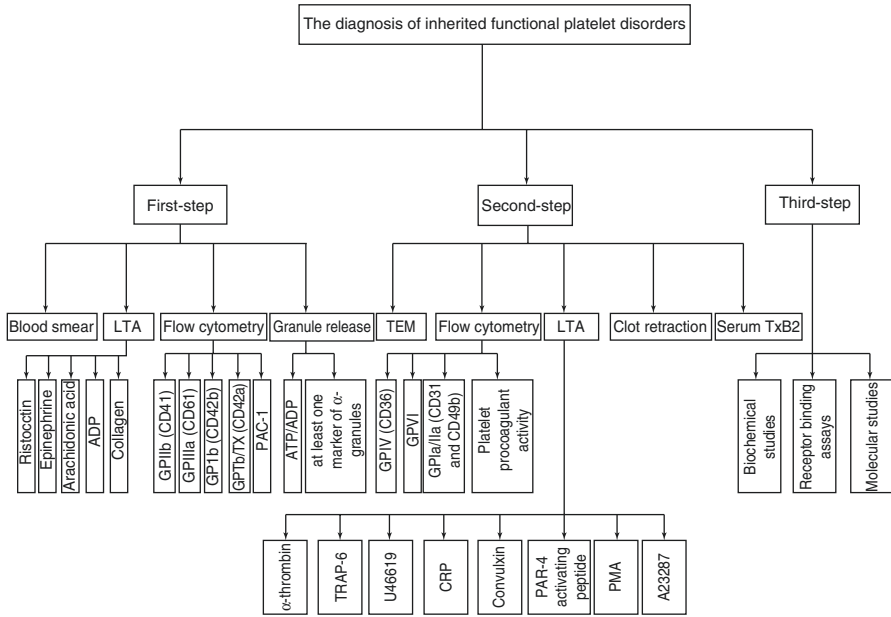 The diagnosis of inherited functional platelet disorders
First-step
Second-step
Third-step
Blood smear
LTA
Flow cytometry
Granule release
TEM
Flow cytometry
LTA
Clot retraction
Serum TxB2
Ristocctin
Epinephrine
Arachidonic acid
ADP
Collagen
GPIIb (CD41)
GPIIIa (CD61)
GP1b (CD42b)
GPTb/TX (CD42a)
PAC-1
ATP/ADP
at least one
marker of α-
granules
GPIV (CD36)
GPVI
GPIa/IIa (CD31
and CD49b)
Platelet
procoagulant
activity
Biochemical
studies
Receptor binding
assays
Molecular studies
α-thrombin
TRAP-6
U46619
CRP
Convulxin
PAR-4
activating
peptide
PMA
A23287